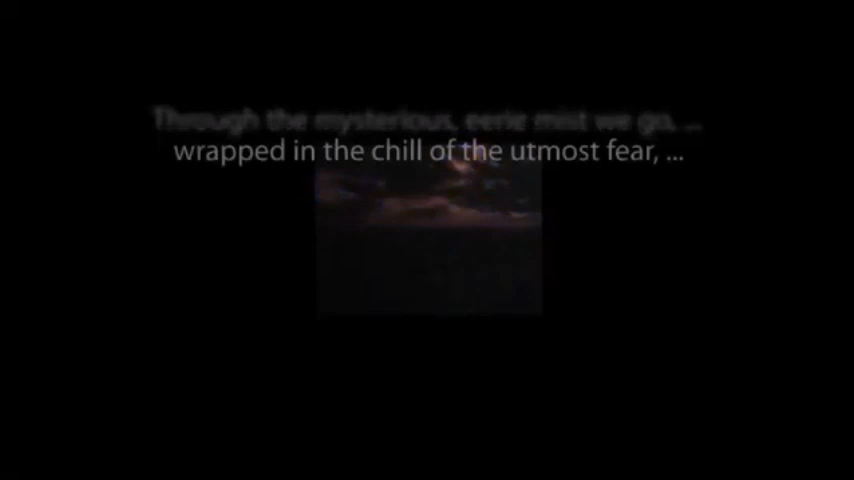 Through the mysterious, eerie mist we go, ...
wrapped in the chill of the utmost fear, ...